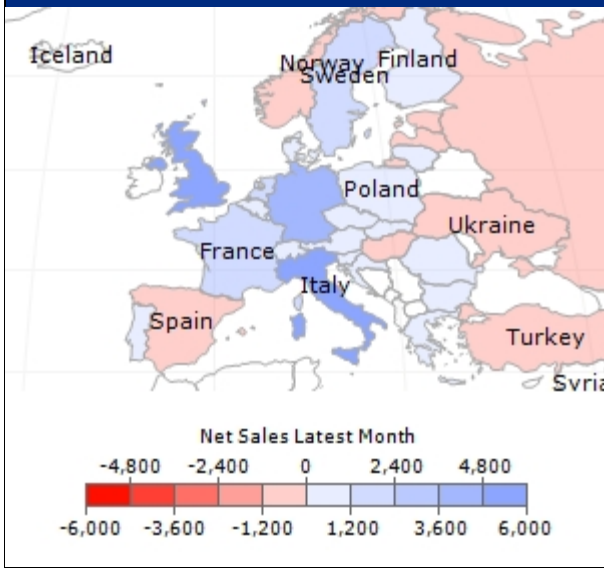 Iceland
Norway
Finland
Sweden
Poland
Ukraine
France
Italy
Spain
Turkey
Syria
Net Sales Latest Month
-4,800 -2,400 0 2,400 4,800
-6,000 -3,600 -1,200 1,200 3,600 6,000